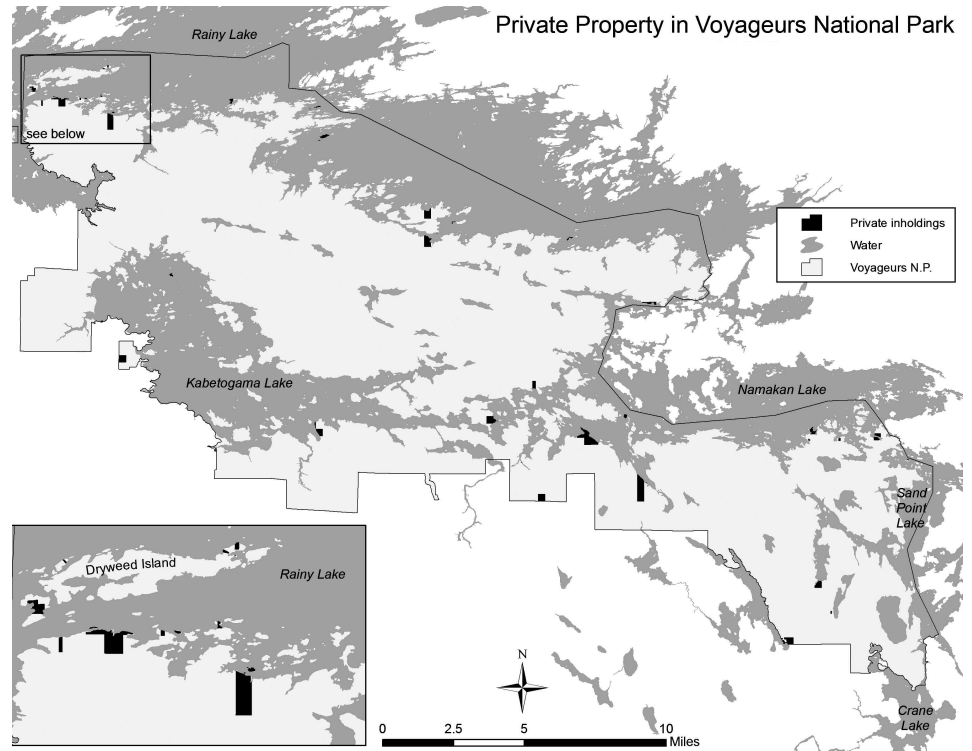 Private Property in Voyageurs National Park
Rainy Lake
see below
Private inholdings
Water
Voyageurs N.P.
Kabetogama Lake
Namakan Lake
Sand
Point
Lake
Dryweed Island
Rainy Lake
N
Crane
Lake
0 2.5 5 10
Miles